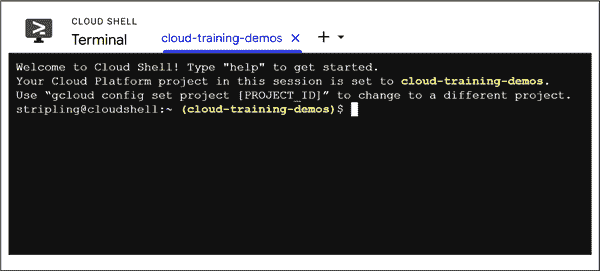 CLOUD SHELL
Terminal
cloud-training-demos × + ▾
Welcome to Cloud Shell! Type "help" to get started.
Your Cloud Platform project in this session is set to cloud-training-demos.
Use “gcloud config set project [PROJECT_ID]” to change to a different project.
stripling@cloudshell:~ (cloud-training-demos)$